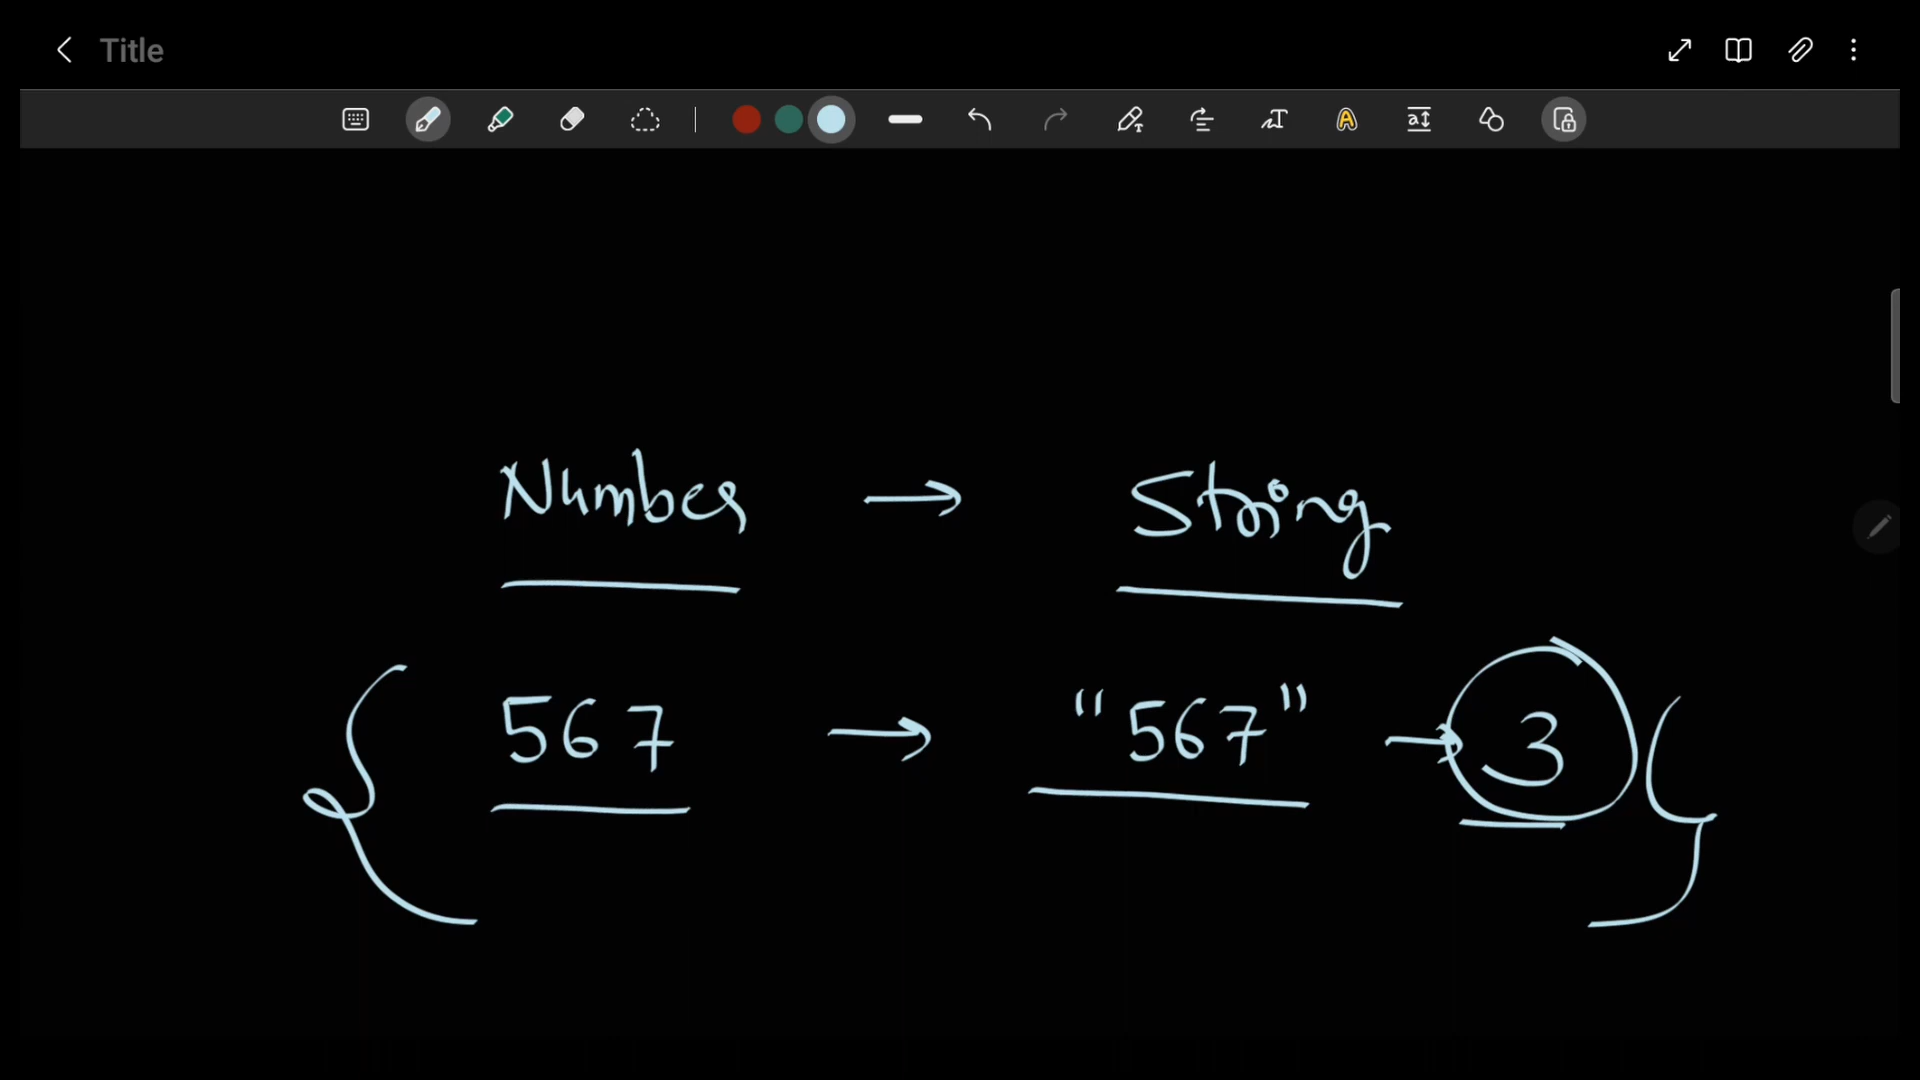 Title
Number → String
567 → "567" → 3